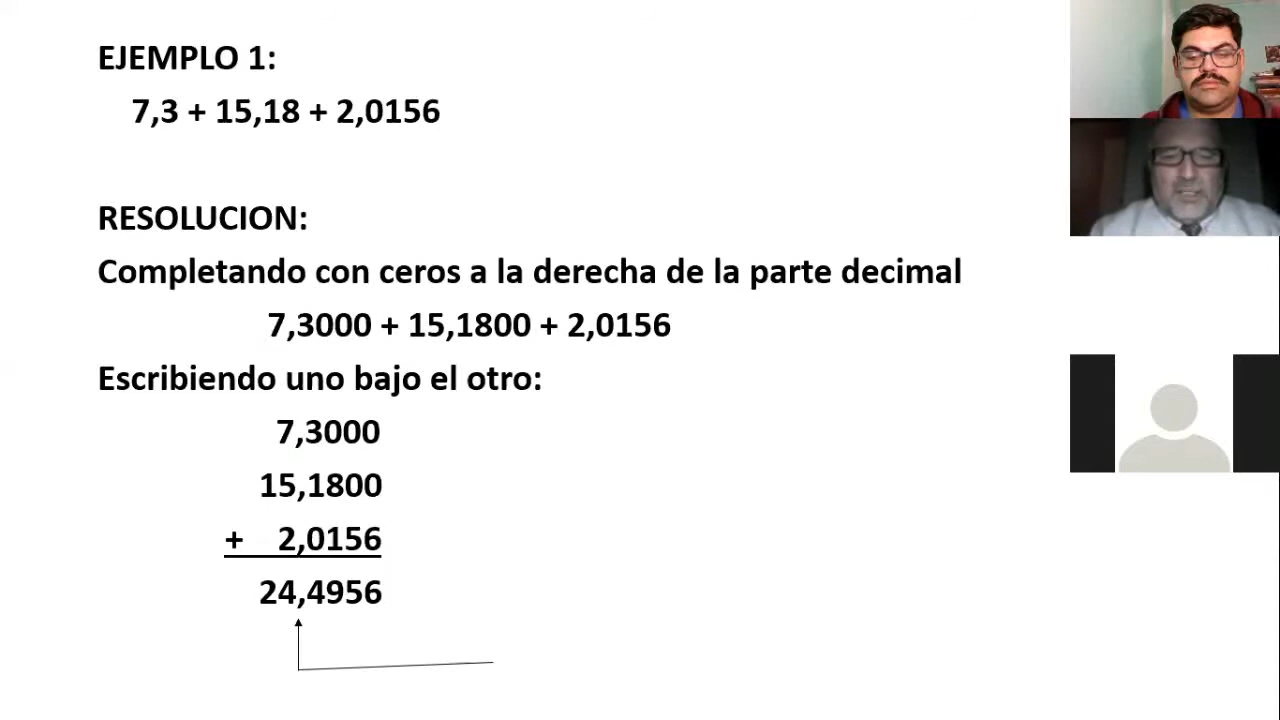 EJEMPLO 1:
7,3 + 15,18 + 2,0156
RESOLUCION:
Completando con ceros a la derecha de la parte decimal
7,3000 + 15,1800 + 2,0156
Escribiendo uno bajo el otro:
7,3000
15,1800
+ 2,0156
24,4956